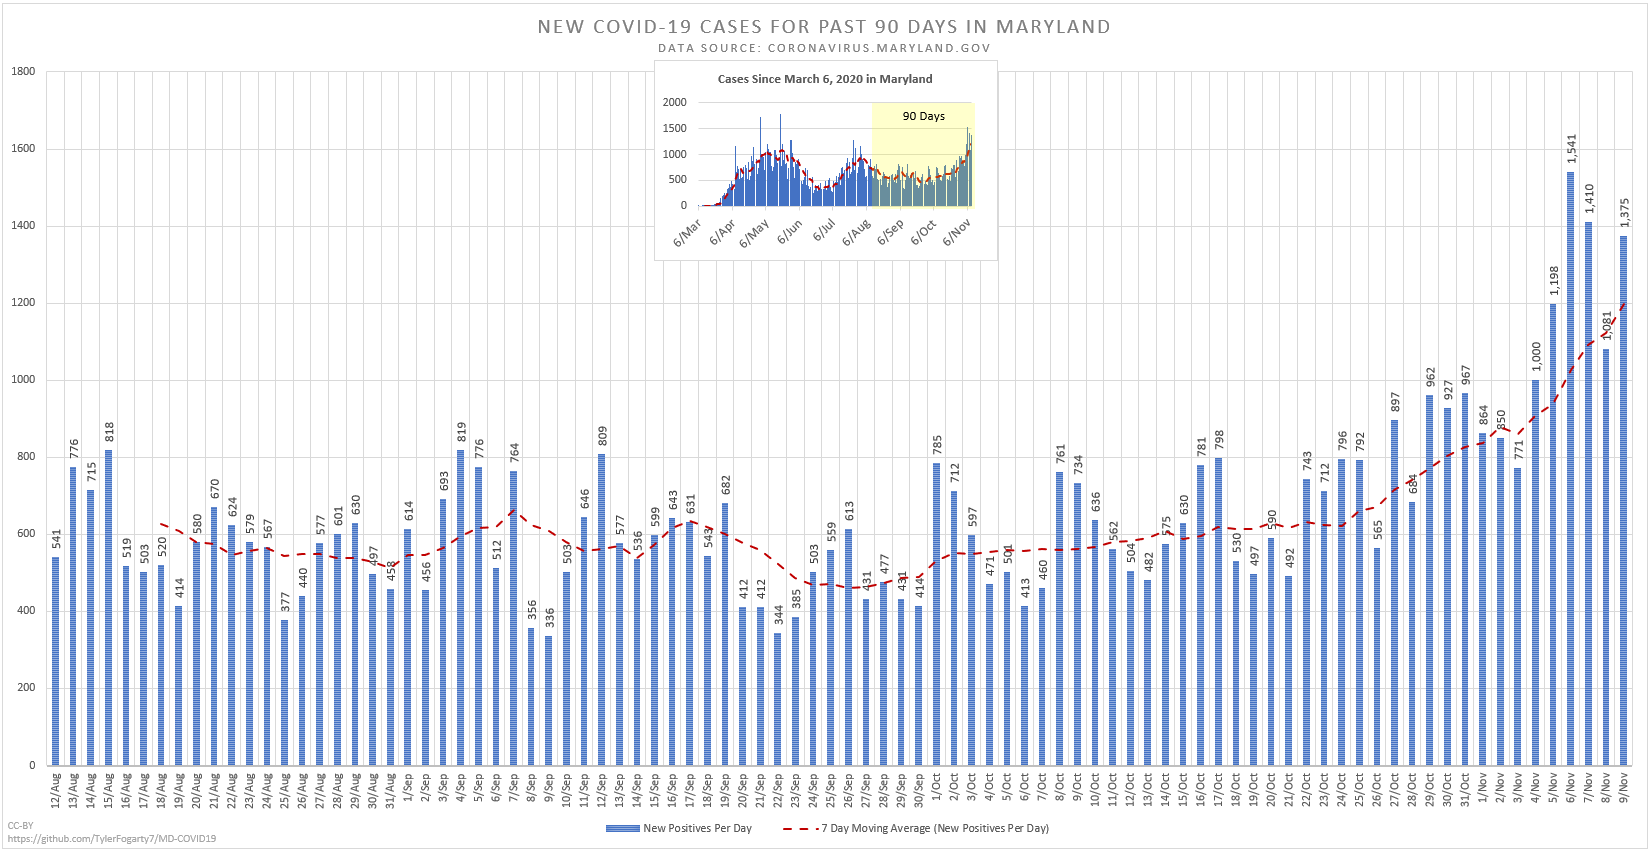 NEW COVID-19 CASES FOR PAST 90 DAYS IN MARYLAND
DATA SOURCE: CORONAVIRUS.MARYLAND.GOV
Cases Since March 6, 2020 in Maryland
90 Days
2000
1500
1000
500
0
6/Mar 6/Apr 6/May 6/Jun 6/Jul 6/Aug 6/Sep 6/Oct 6/Nov
1800
1600
1400
1200
1000
800
600
400
200
0
541 776 715 818 519 503 520 414 580 670 624 579 567 377 440 577 601 630 497 458 614 456 693 819 776 512 764 356 336 503 646 809 577 536 599 643 631 543 682 412 412 344 385 503 559 613 431 477 431 414 785 712 597 471 501 413 460 761 734 636 562 504 482 575 630 781 798 530 497 590 492 743 712 796 792 565 897 684 962 927 967 864 850 771 1,000 1,198 1,541 1,410 1,081 1,375
12/Aug 13/Aug 14/Aug 15/Aug 16/Aug 17/Aug 18/Aug 19/Aug 20/Aug 21/Aug 22/Aug 23/Aug 24/Aug 25/Aug 26/Aug 27/Aug 28/Aug 29/Aug 30/Aug 31/Aug 1/Sep 2/Sep 3/Sep 4/Sep 5/Sep 6/Sep 7/Sep 8/Sep 9/Sep 10/Sep 11/Sep 12/Sep 13/Sep 14/Sep 15/Sep 16/Sep 17/Sep 18/Sep 19/Sep 20/Sep 21/Sep 22/Sep 23/Sep 24/Sep 25/Sep 26/Sep 27/Sep 28/Sep 29/Sep 30/Sep 1/Oct 2/Oct 3/Oct 4/Oct 5/Oct 6/Oct 7/Oct 8/Oct 9/Oct 10/Oct 11/Oct 12/Oct 13/Oct 14/Oct 15/Oct 16/Oct 17/Oct 18/Oct 19/Oct 20/Oct 21/Oct 22/Oct 23/Oct 24/Oct 25/Oct 26/Oct 27/Oct 28/Oct 29/Oct 30/Oct 31/Oct 1/Nov 2/Nov 3/Nov 4/Nov 5/Nov 6/Nov 7/Nov 8/Nov 9/Nov
New Positives Per Day
7 Day Moving Average (New Positives Per Day)
CC-BY
https://github.com/TylerFogarty7/MD-COVID19